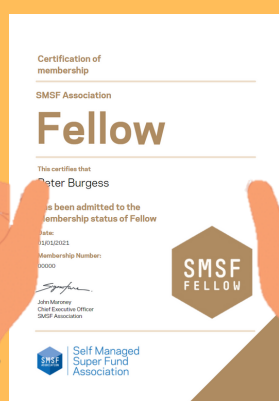 Certification of
membership
SMSF Association
Fellow
This certifies that
Peter Burgess
has been admitted to the
membership status of Fellow
Date:
01/01/2021
Membership Number:
00000
John Maroney
Chief Executive Officer
SMSF Association
SMSF
FELLOW
SMSF
ASSOCIATION
Self Managed
Super Fund
Association